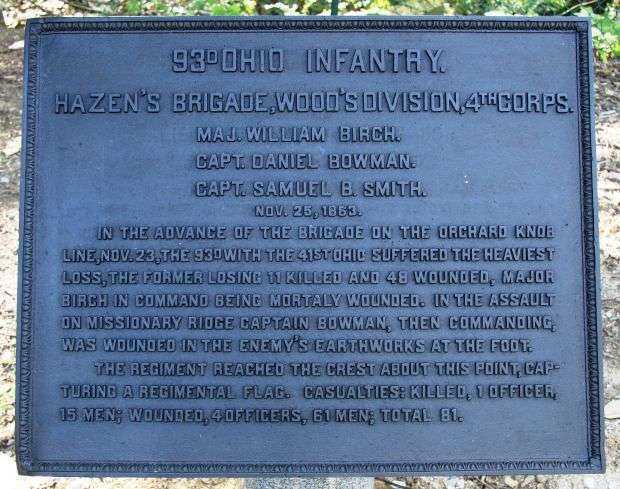 93D OHIO INFANTRY.
HAZEN'S BRIGADE, WOOD'S DIVISION, 4TH CORPS.
MAJ. WILLIAM BIRCH.
CAPT. DANIEL BOWMAN.
CAPT. SAMUEL B. SMITH.
NOV. 25, 1863.
IN THE ADVANCE OF THE BRIGADE ON THE ORCHARD KNOB
LINE, NOV. 23, THE 93D WITH THE 41ST OHIO SUFFERED THE HEAVIEST
LOSS, THE FORMER LOSING 11 KILLED AND 48 WOUNDED, MAJOR
BIRCH IN COMMAND BEING MORTALY WOUNDED. IN THE ASSAULT
ON MISSIONARY RIDGE CAPTAIN BOWMAN, THEN COMMANDING,
WAS WOUNDED IN THE ENEMY'S EARTHWORKS AT THE FOOT.
THE REGIMENT REACHED THE CREST ABOUT THIS POINT, CAP-
TURING A REGIMENTAL FLAG. CASUALTIES: KILLED, 1 OFFICER,
15 MEN; WOUNDED, 4 OFFICERS, 61 MEN; TOTAL 81.